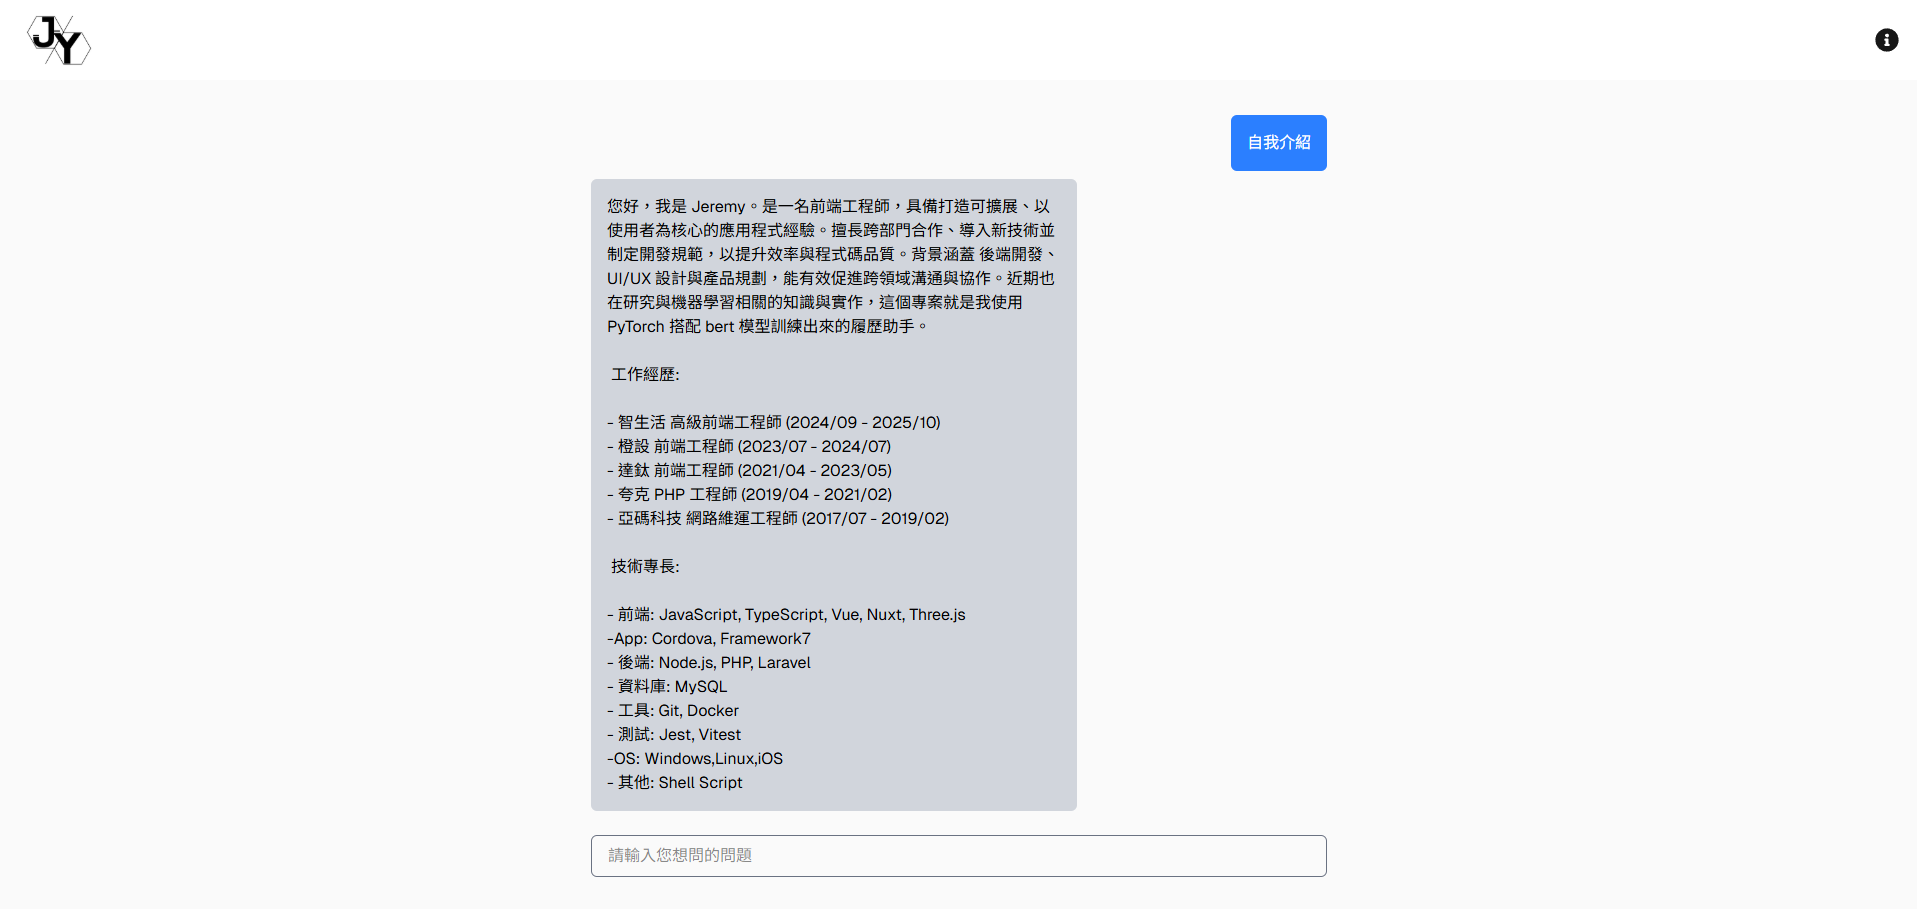 JY
自我介紹
您好,我是 Jeremy。是一名前端工程師,具備打造可擴展、以
使用者為核心的應用程式經驗。擅長跨部門合作、導入新技術並
制定開發規範,以提升效率與程式碼品質。背景涵蓋 後端開發、
UI/UX 設計與產品規劃,能有效促進跨領域溝通與協作。近期也
在研究與機器學習相關的知識與實作,這個專案就是我使用
PyTorch 搭配 bert 模型訓練出來的履歷助手。
工作經歷:
- 智生活 高級前端工程師 (2024/09 - 2025/10)
- 橙設 前端工程師 (2023/07 - 2024/07)
- 達鈦 前端工程師 (2021/04 - 2023/05)
- 夸克 PHP 工程師 (2019/04 - 2021/02)
- 亞碼科技 網路維運工程師 (2017/07 - 2019/02)
技術專長:
- 前端: JavaScript, TypeScript, Vue, Nuxt, Three.js
-App: Cordova, Framework7
- 後端: Node.js, PHP, Laravel
- 資料庫: MySQL
- 工具: Git, Docker
- 測試: Jest, Vitest
-OS: Windows,Linux,iOS
- 其他: Shell Script
請輸入您想問的問題